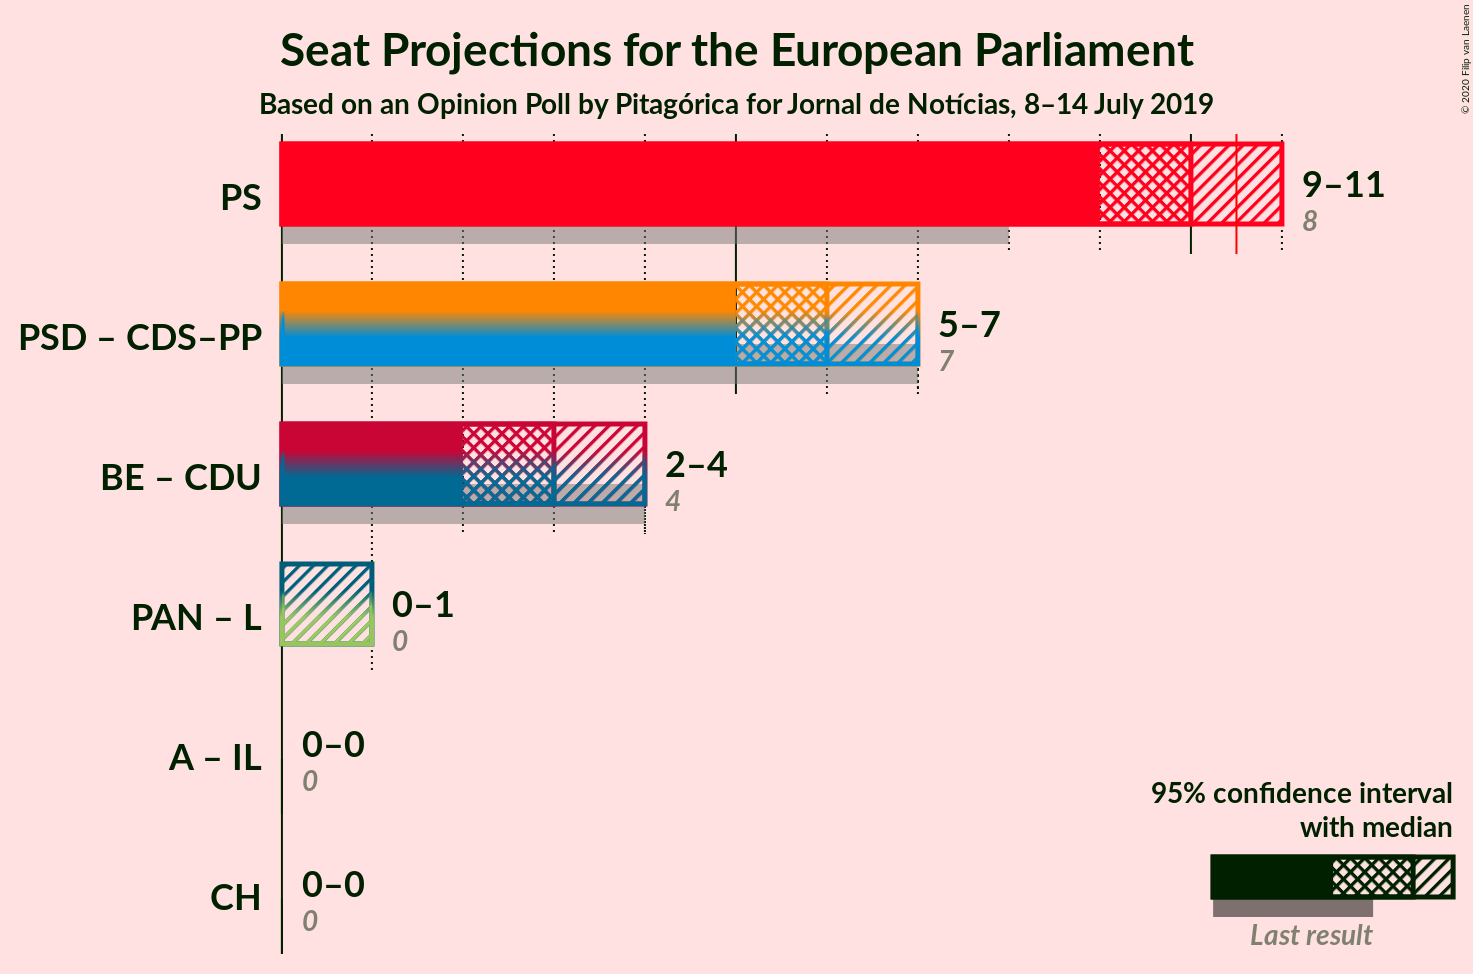 Seat Projections for the European Parliament
Based on an Opinion Poll by Pitagórica for Jornal de Notícias, 8–14 July 2019
© 2020 Filip van Laenen
PS
9–11
8
PSD – CDS–PP
5–7
7
BE – CDU
2–4
4
PAN – L
0–1
0
A – IL
0–0
0
CH
0–0
0
95% confidence interval
with median
Last result